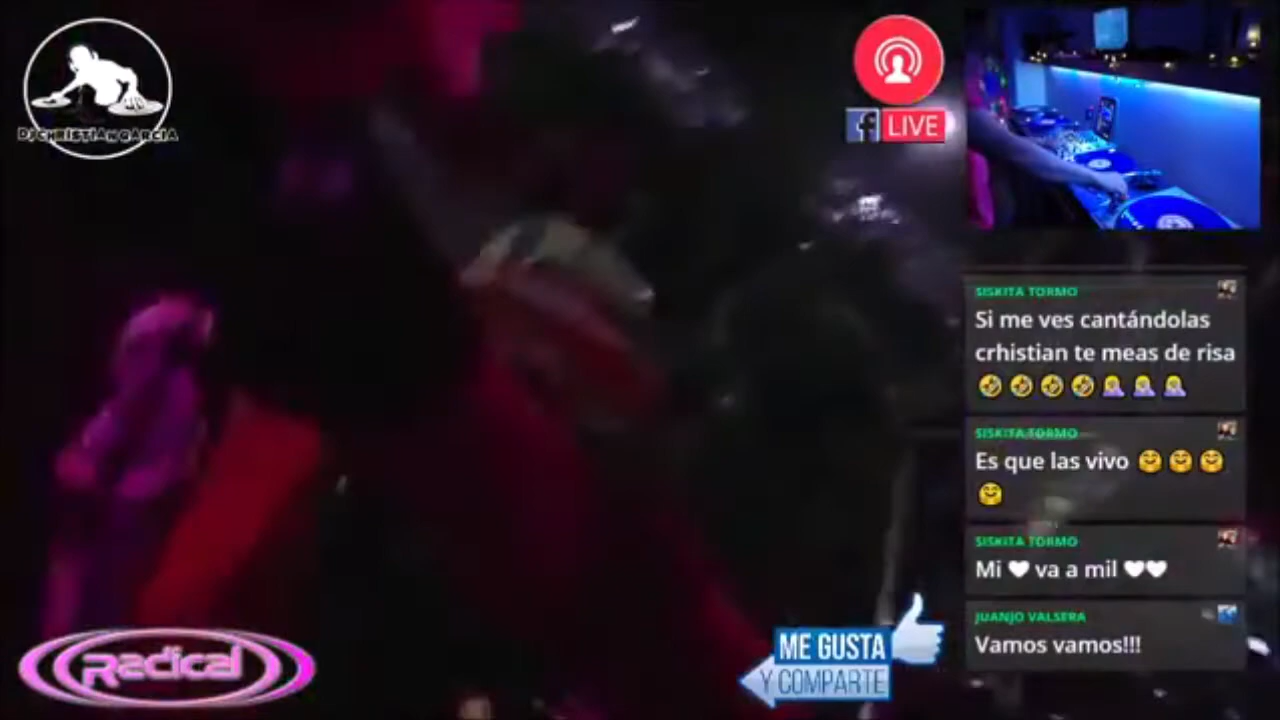 DJ CHRISTIAN GARCIA
f LIVE
SISKITA TORMO
Si me ves cantándolas
crhistian te meas de risa
🤣🤣🤣🤣🤦‍♀️🤦‍♀️🤦‍♀️
SISKITA TORMO
Es que las vivo 🤗🤗🤗
🤗
SISKITA TORMO
Mi 🤍 va a mil 🤍🤍
JUANJO VALSERA
Vamos vamos!!!
Radical
ME GUSTA
Y COMPARTE